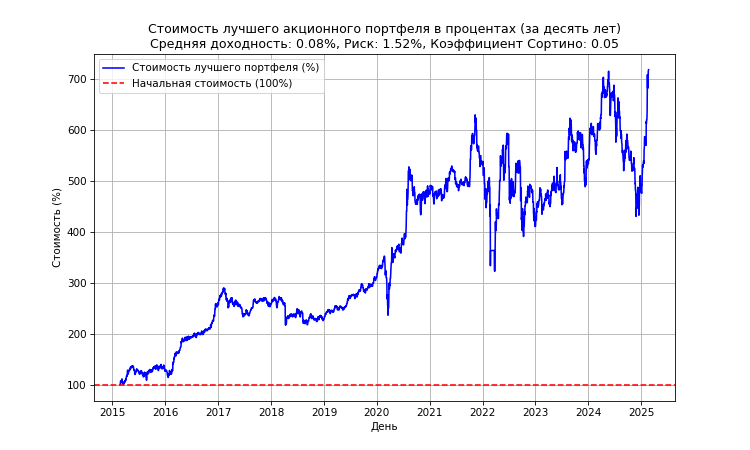 Стоимость лучшего акционного портфеля в процентах (за десять лет)
Средняя доходность: 0.08%, Риск: 1.52%, Коэффициент Сортино: 0.05
Стоимость лучшего портфеля (%)
Начальная стоимость (100%)
Стоимость (%)
700
600
500
400
300
200
100
2015 2016 2017 2018 2019 2020 2021 2022 2023 2024 2025
День